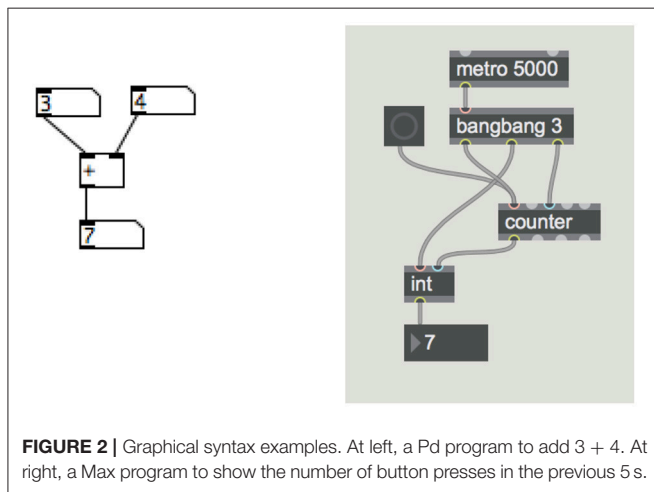 3
4
+
7
metro 5000
bangbang 3
counter
int
7
FIGURE 2 | Graphical syntax examples. At left, a Pd program to add 3 + 4. At
right, a Max program to show the number of button presses in the previous 5 s.